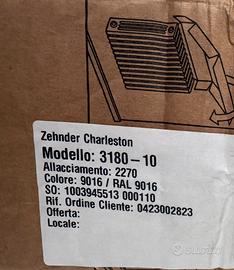 Zehnder Charleston
Modello: 3180-10
Allacciamento: 2270
Colore: 9016 / RAL 9016
SO: 1003945513 000110
Rif. Ordine Cliente: 0423002823
Offerta:
Locale:
SUBITO